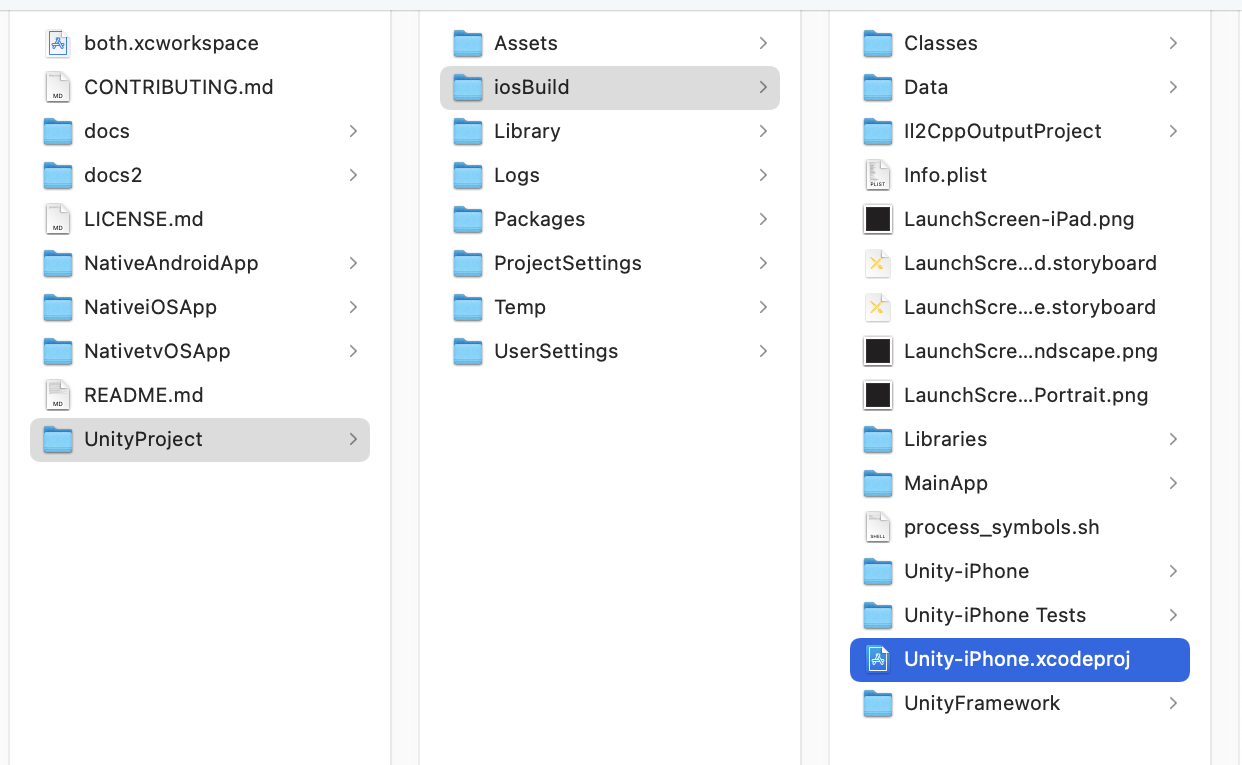 both.xcworkspace
CONTRIBUTING.md
docs
docs2
LICENSE.md
NativeAndroidApp
NativeiOSApp
NativetvOSApp
README.md
UnityProject
Assets
iosBuild
Library
Logs
Packages
ProjectSettings
Temp
UserSettings
Classes
Data
Il2CppOutputProject
Info.plist
LaunchScreen-iPad.png
LaunchScre...d.storyboard
LaunchScre...e.storyboard
LaunchScre...ndscape.png
LaunchScre...Portrait.png
Libraries
MainApp
process_symbols.sh
Unity-iPhone
Unity-iPhone Tests
Unity-iPhone.xcodeproj
UnityFramework
MD
MD
MD
PLIST
SHELL